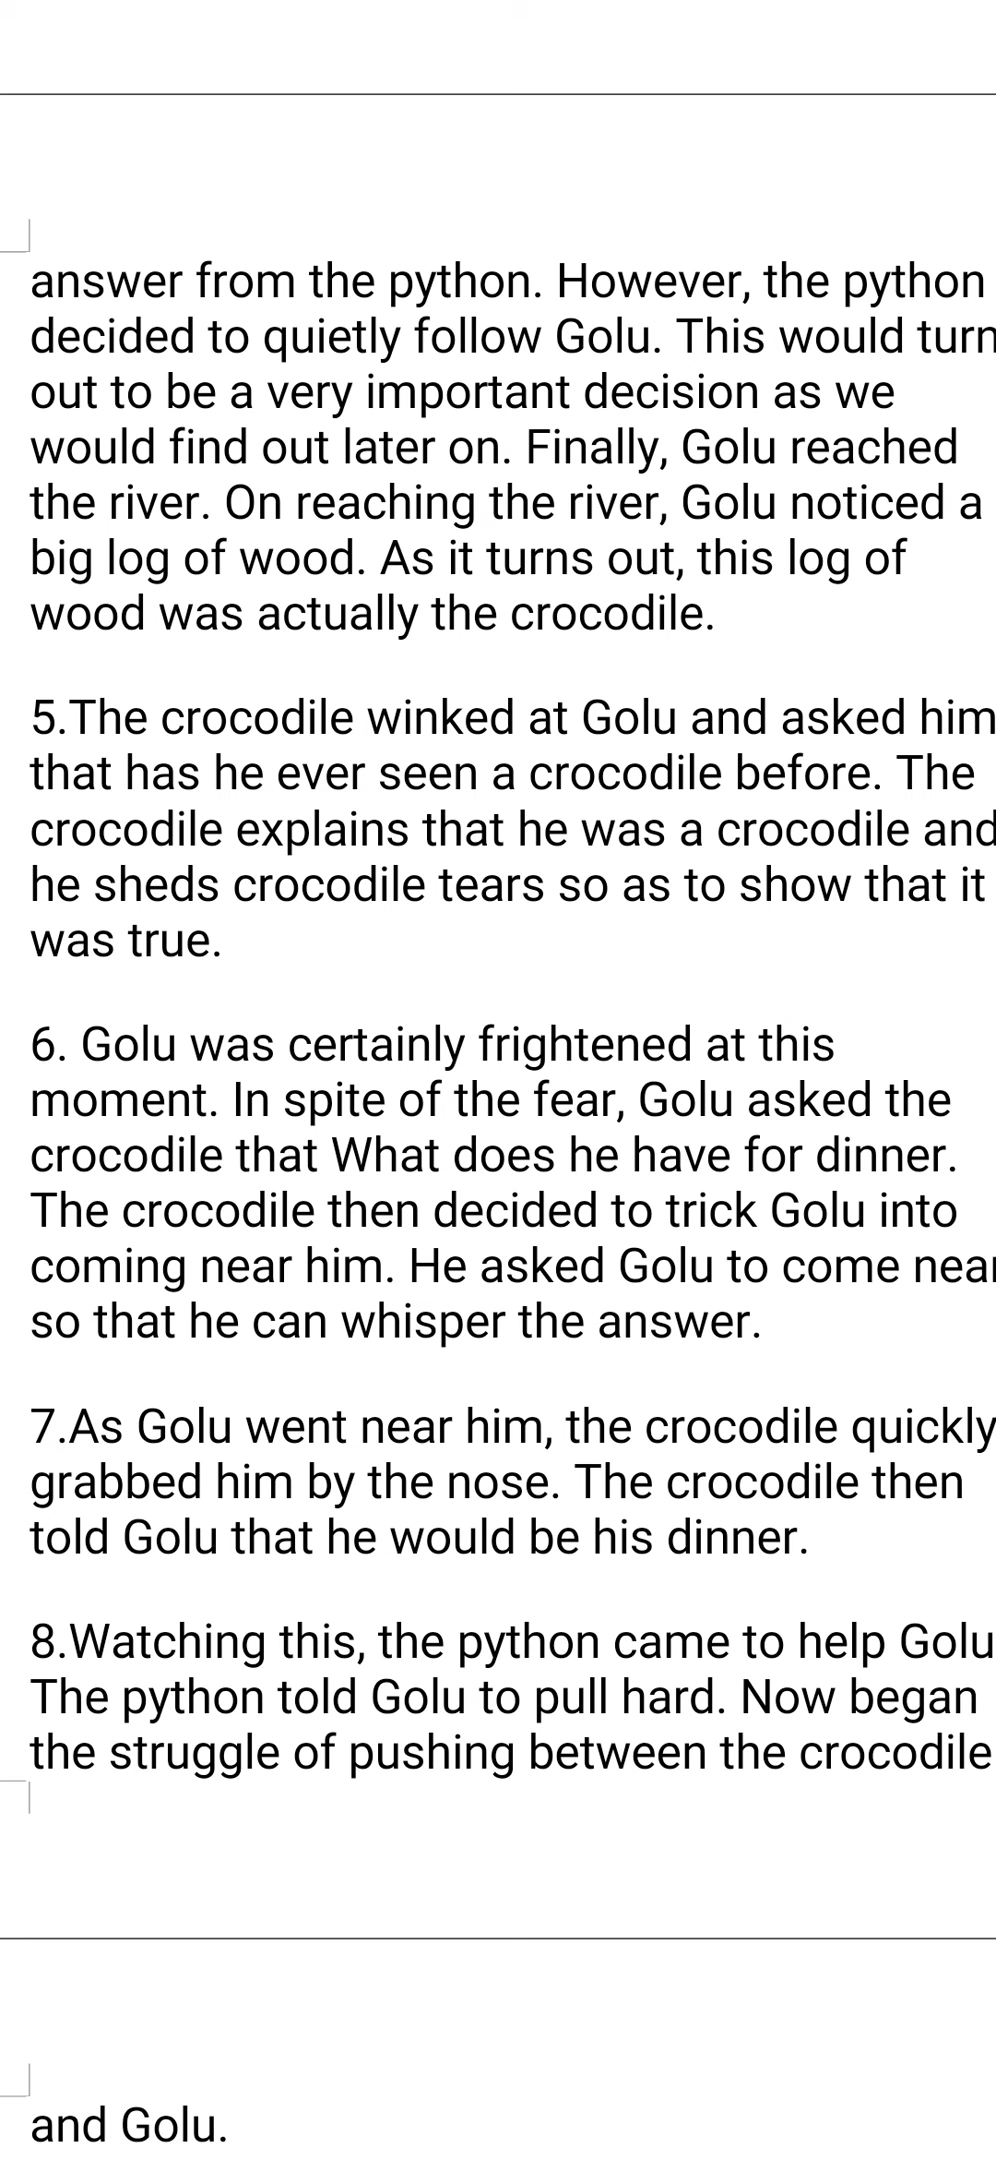 answer from the python. However, the python
decided to quietly follow Golu. This would turn
out to be a very important decision as we
would find out later on. Finally, Golu reached
the river. On reaching the river, Golu noticed a
big log of wood. As it turns out, this log of
wood was actually the crocodile.
5.The crocodile winked at Golu and asked him
that has he ever seen a crocodile before. The
crocodile explains that he was a crocodile and
he sheds crocodile tears so as to show that it
was true.
6. Golu was certainly frightened at this
moment. In spite of the fear, Golu asked the
crocodile that What does he have for dinner.
The crocodile then decided to trick Golu into
coming near him. He asked Golu to come near
so that he can whisper the answer.
7.As Golu went near him, the crocodile quickly
grabbed him by the nose. The crocodile then
told Golu that he would be his dinner.
8.Watching this, the python came to help Golu
The python told Golu to pull hard. Now began
the struggle of pushing between the crocodile
and Golu.